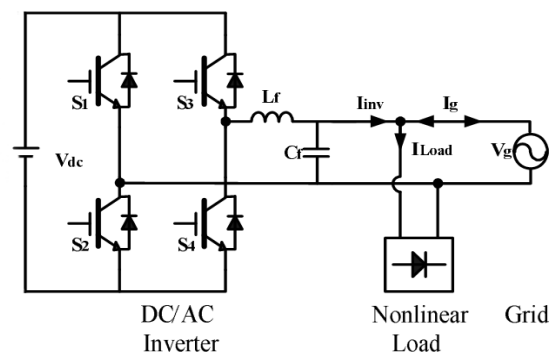 S1
S3
Lf
Iinv
Ig
Vdc
Cf
ILoad
Vg
S2
S4
DC/AC
Inverter
Nonlinear
Load
Grid